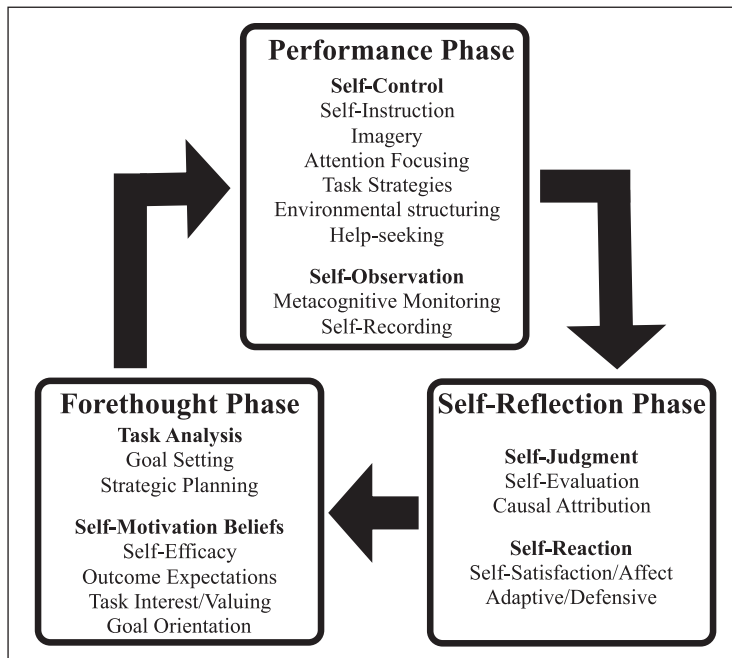 Performance Phase
Self-Control
Self-Instruction
Imagery
Attention Focusing
Task Strategies
Environmental structuring
Help-seeking
Self-Observation
Metacognitive Monitoring
Self-Recording
Forethought Phase
Task Analysis
Goal Setting
Strategic Planning
Self-Motivation Beliefs
Self-Efficacy
Outcome Expectations
Task Interest/Valuing
Goal Orientation
Self-Reflection Phase
Self-Judgment
Self-Evaluation
Causal Attribution
Self-Reaction
Self-Satisfaction/Affect
Adaptive/Defensive